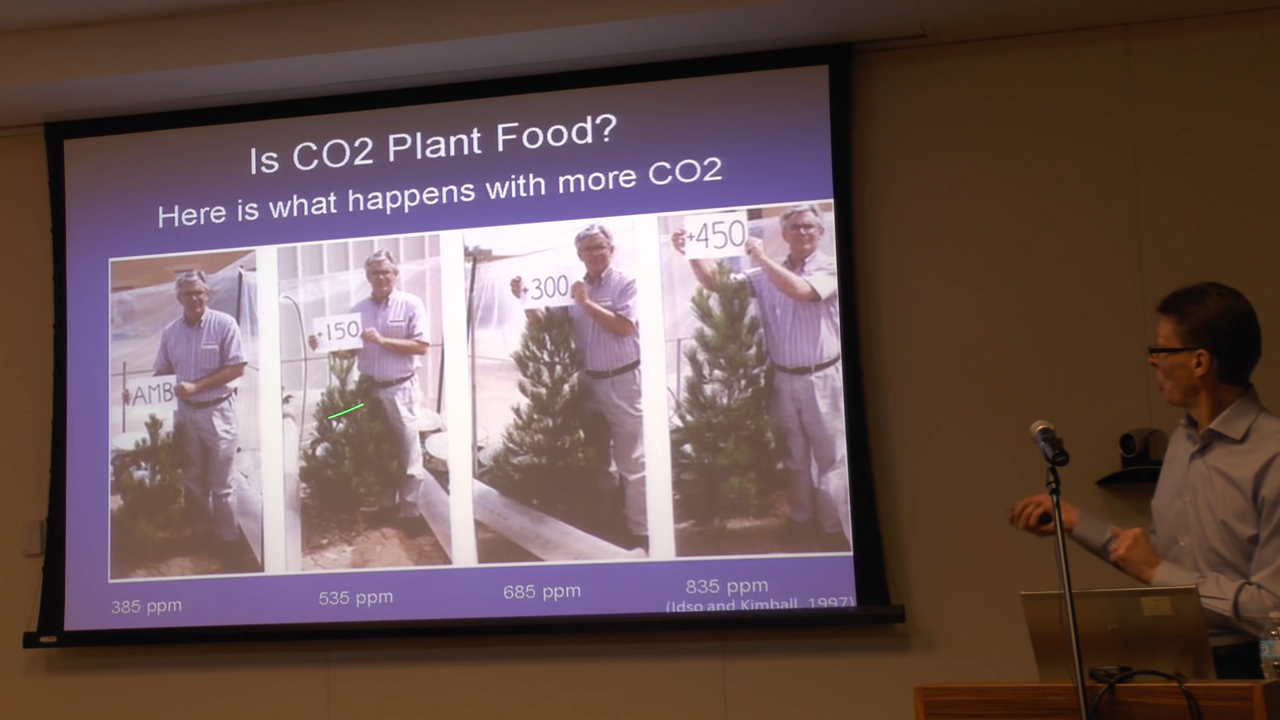 Is CO2 Plant Food?
Here is what happens with more CO2
AMB
+150
+300
+450
385 ppm
535 ppm
685 ppm
835 ppm
(Idso and Kimball, 1997)